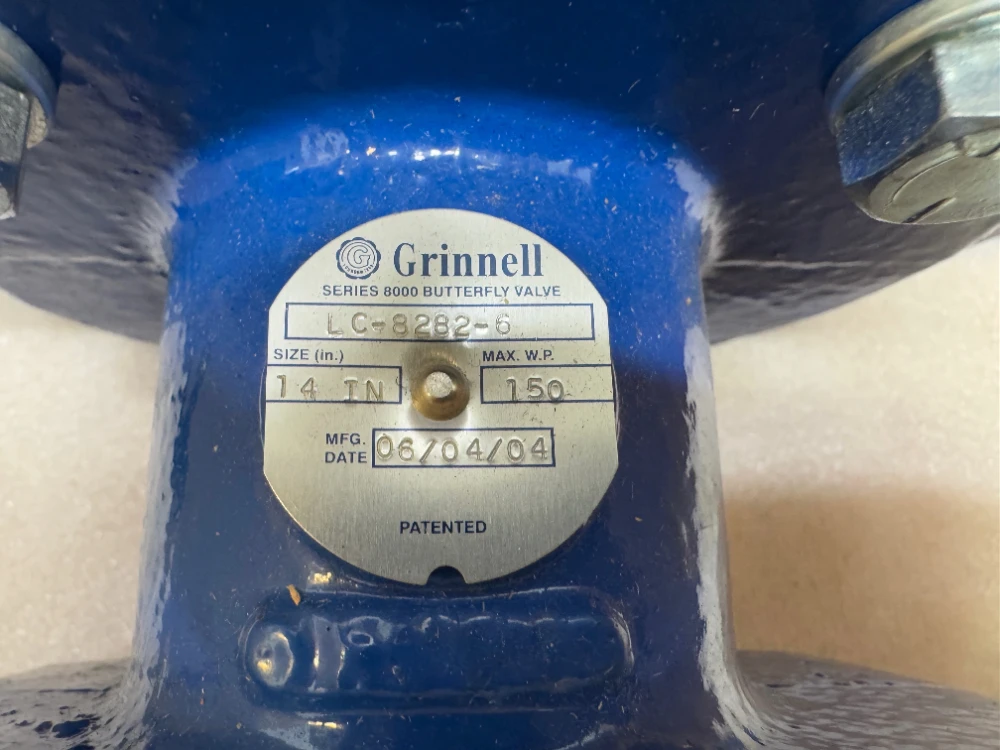 G
Grinnell
SERIES 8000 BUTTERFLY VALVE
LC-8282-6
SIZE (in.) MAX. W.P.
14 IN 150
MFG. DATE 06/04/04
PATENTED